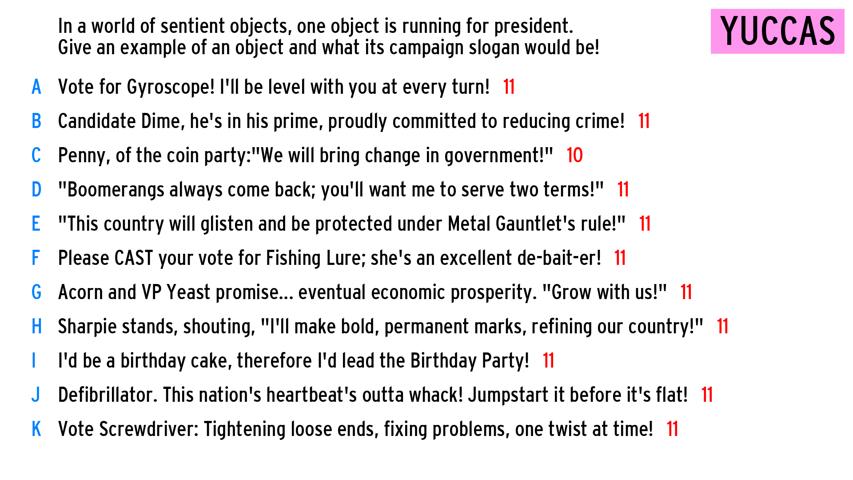 In a world of sentient objects, one object is running for president.
Give an example of an object and what its campaign slogan would be!
YUCCAS
A Vote for Gyroscope! I'll be level with you at every turn! 11
B Candidate Dime, he's in his prime, proudly committed to reducing crime! 11
C Penny, of the coin party:"We will bring change in government!" 10
D "Boomerangs always come back; you'll want me to serve two terms!" 11
E "This country will glisten and be protected under Metal Gauntlet's rule!" 11
F Please CAST your vote for Fishing Lure; she's an excellent de-bait-er! 11
G Acorn and VP Yeast promise... eventual economic prosperity. "Grow with us!" 11
H Sharpie stands, shouting, "I'll make bold, permanent marks, refining our country!" 11
I I'd be a birthday cake, therefore I'd lead the Birthday Party! 11
J Defibrillator. This nation's heartbeat's outta whack! Jumpstart it before it's flat! 11
K Vote Screwdriver: Tightening loose ends, fixing problems, one twist at time! 11